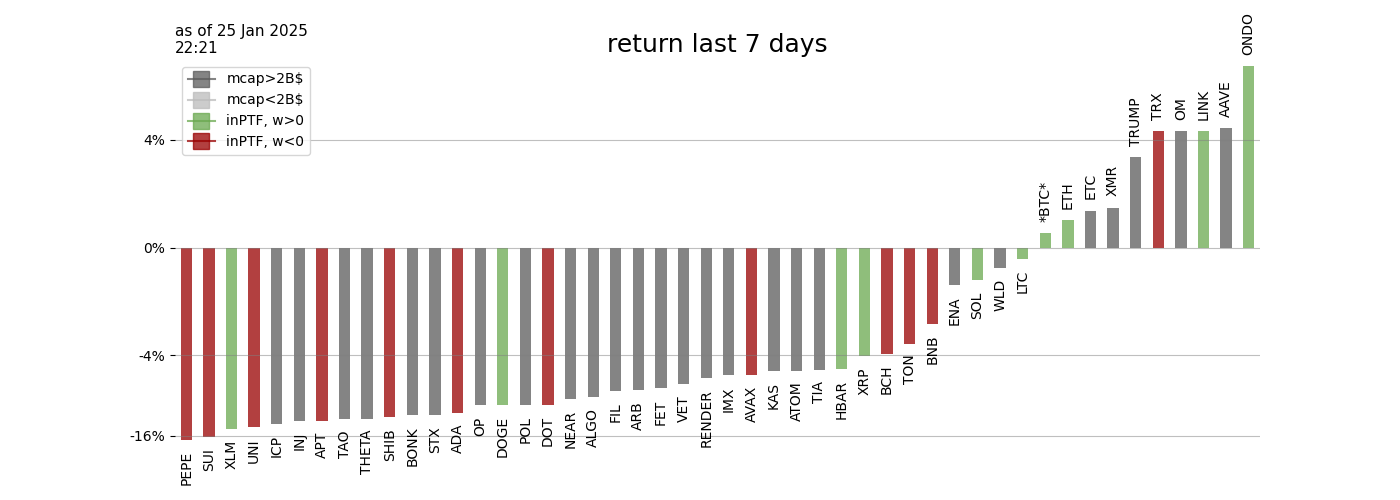 as of 25 Jan 2025
22:21
return last 7 days
mcap>2B$
mcap<2B$
inPTF, w>0
inPTF, w<0
4%
0%
-4%
-16%
PEPE
SUI
XLM
UNI
ICP
INJ
APT
TAO
THETA
SHIB
BONK
STX
ADA
OP
DOGE
POL
DOT
NEAR
ALGO
FIL
ARB
FET
VET
RENDER
IMX
AVAX
KAS
ATOM
TIA
HBAR
XRP
BCH
TON
BNB
ENA
SOL
WLD
LTC
*BTC*
ETH
ETC
XMR
TRUMP
TRX
OM
LINK
AAVE
ONDO